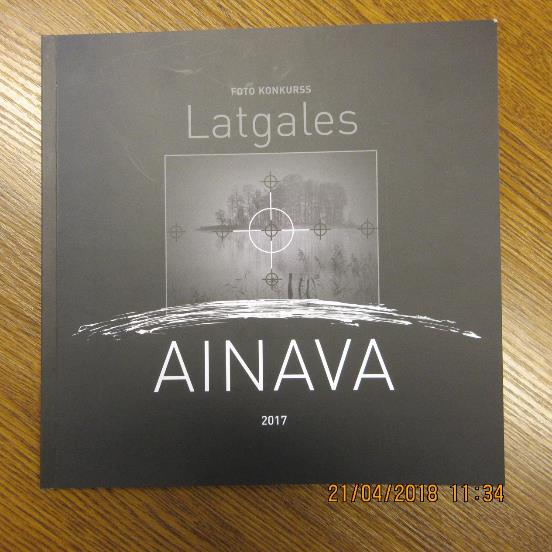 FOTO KONKURSS
Latgales
AINAVA
2017
21/04/2018 11:34